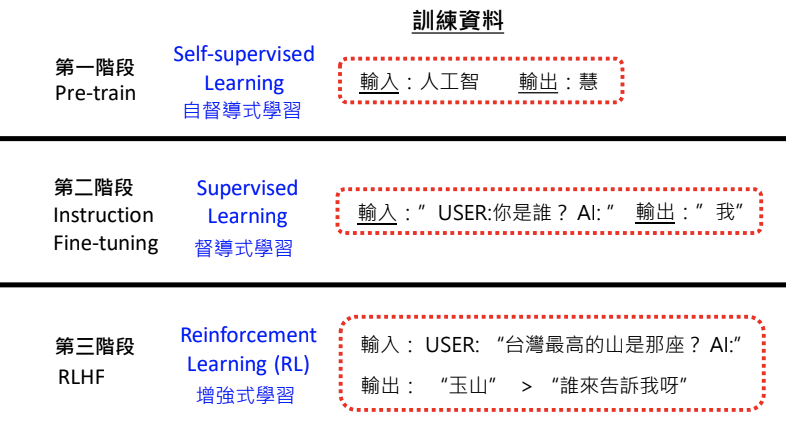 訓練資料
第一階段
Pre-train
Self-supervised
Learning
自督導式學習
輸入：人工智 輸出：慧
第二階段
Instruction
Fine-tuning
Supervised
Learning
督導式學習
輸入：”USER:你是誰？AI:” 輸出：”我”
第三階段
RLHF
Reinforcement
Learning (RL)
增強式學習
輸入： USER: “台灣最高的山是那座？AI:”
輸出： “玉山” > “誰來告訴我呀”